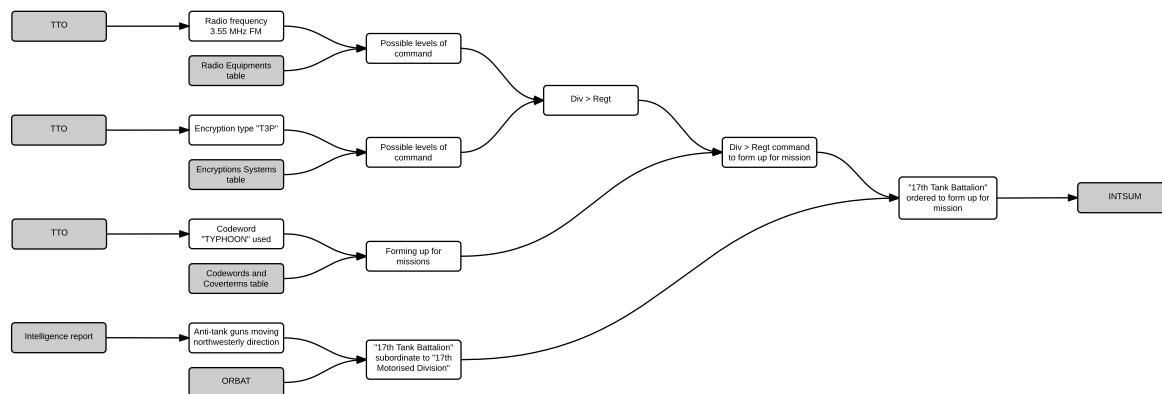 TTO
Radio frequency
3.55 MHz FM
Radio Equipments
table
Possible levels of
command
TTO
Encryption type "T3P"
Encryptions Systems
table
Possible levels of
command
Div > Regt
TTO
Codeword
"TYPHOON" used
Codewords and
Coverterms table
Forming up for
missions
Div > Regt command
to form up for mission
Intelligence report
Anti-tank guns moving
northwesterly direction
ORBAT
"17th Tank Battalion"
subordinate to "17th
Motorised Division"
"17th Tank Battalion"
ordered to form up for
mission
INTSUM